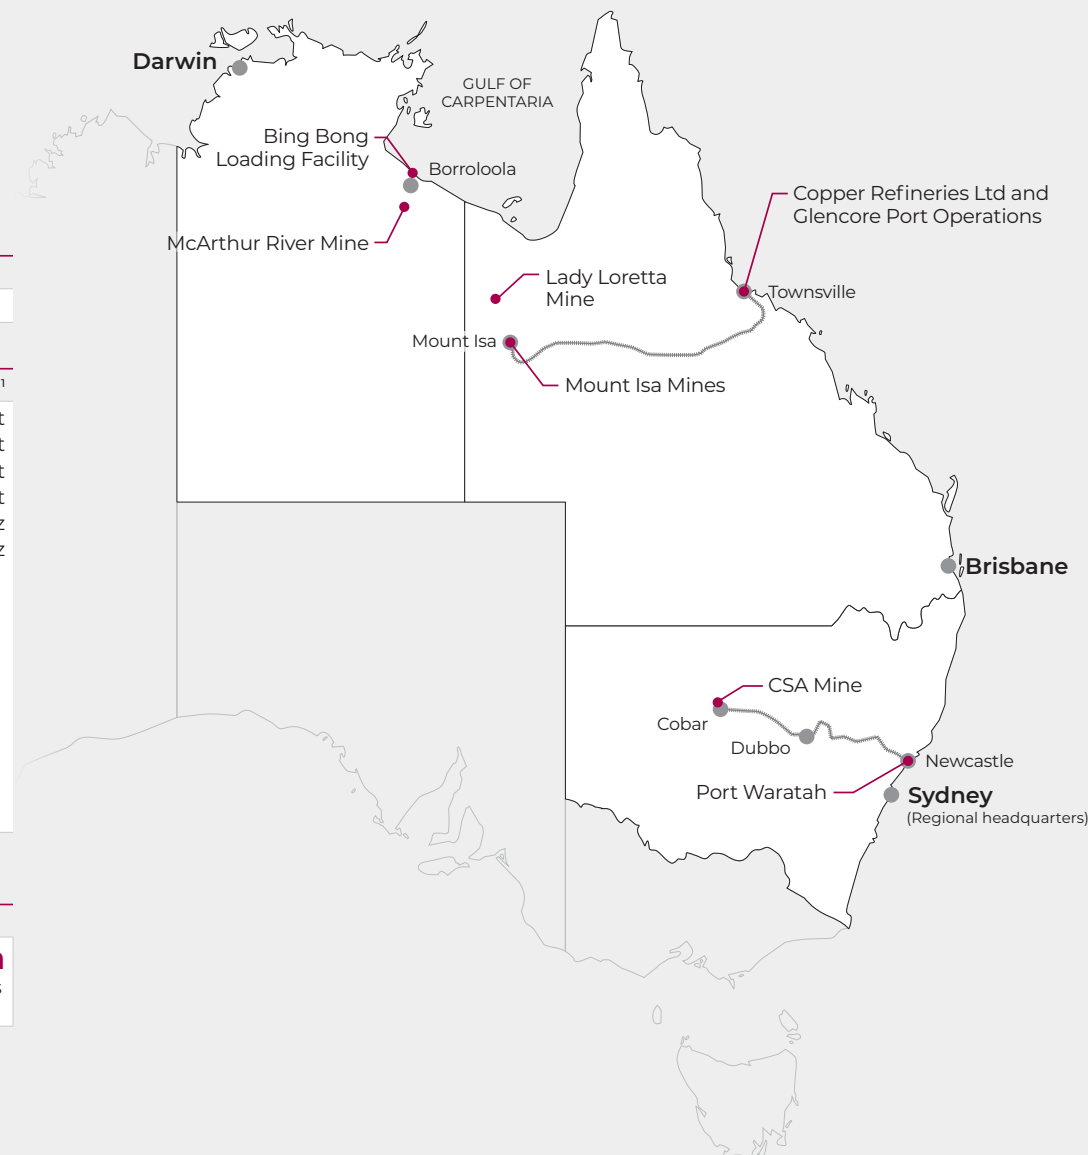 Darwin
GULF OF
CARPENTARIA
Bing Bong
Loading Facility
Borroloola
Copper Refineries Ltd and
Glencore Port Operations
McArthur River Mine
Lady Loretta
Mine
Townsville
Mount Isa
Mount Isa Mines
1
t
t
t
t
z
z
Brisbane
CSA Mine
Cobar
Dubbo
Newcastle
Port Waratah
Sydney
(Regional headquarters)
s